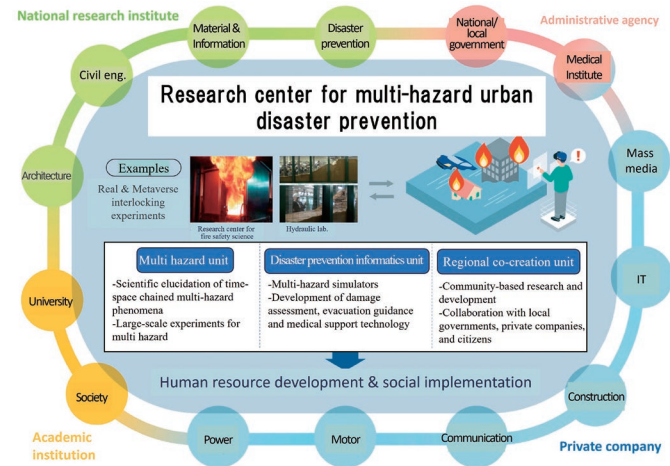 National research institute
Material &
Information
Disaster
prevention
National/
local
government
Administrative agency
Medical
Institute
Civil eng.
Research center for multi-hazard urban
disaster prevention
Architecture
Mass
media
Examples
Real & Metaverse
interlocking
experiments
Research center for
fire safety science
Hydraulic lab.
!
Multi hazard unit
-Scientific elucidation of time-
space chained multi-hazard
phenomena
-Large-scale experiments for
multi hazard
Disaster prevention informatics unit
-Multi-hazard simulators
-Development of damage
assessment, evacuation guidance
and medical support technology
Regional co-creation unit
-Community-based research and
development
-Collaboration with local
governments, private companies,
and citizens
University
IT
Human resource development & social implementation
Society
Construction
Academic
institution
Power
Motor
Communication
Private company